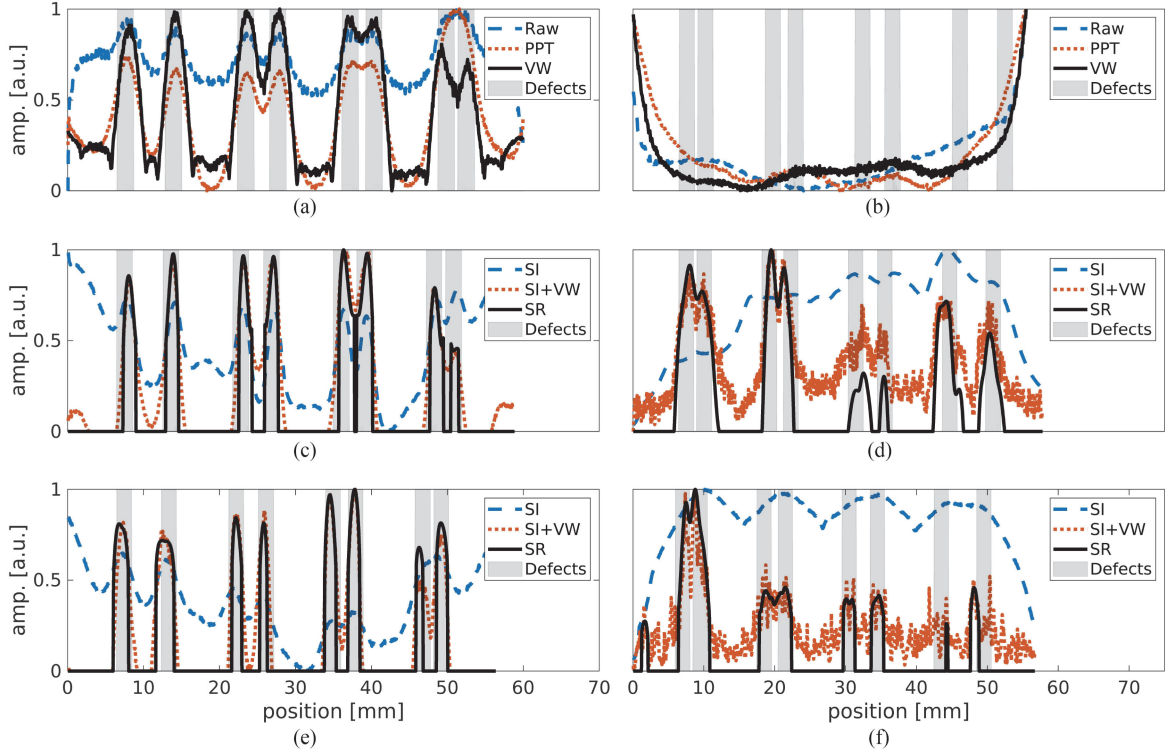 amp. [a.u.]
1
0.5
0
Raw
PPT
VW
Defects
(a)
Raw
PPT
VW
Defects
(b)
amp. [a.u.]
1
0.5
0
SI
SI+VW
SR
Defects
(c)
SI
SI+VW
SR
Defects
(d)
amp. [a.u.]
1
0.5
0
SI
SI+VW
SR
Defects
0 10 20 30 40 50 60 70
position [mm]
(e)
SI
SI+VW
SR
Defects
0 10 20 30 40 50 60 70
position [mm]
(f)